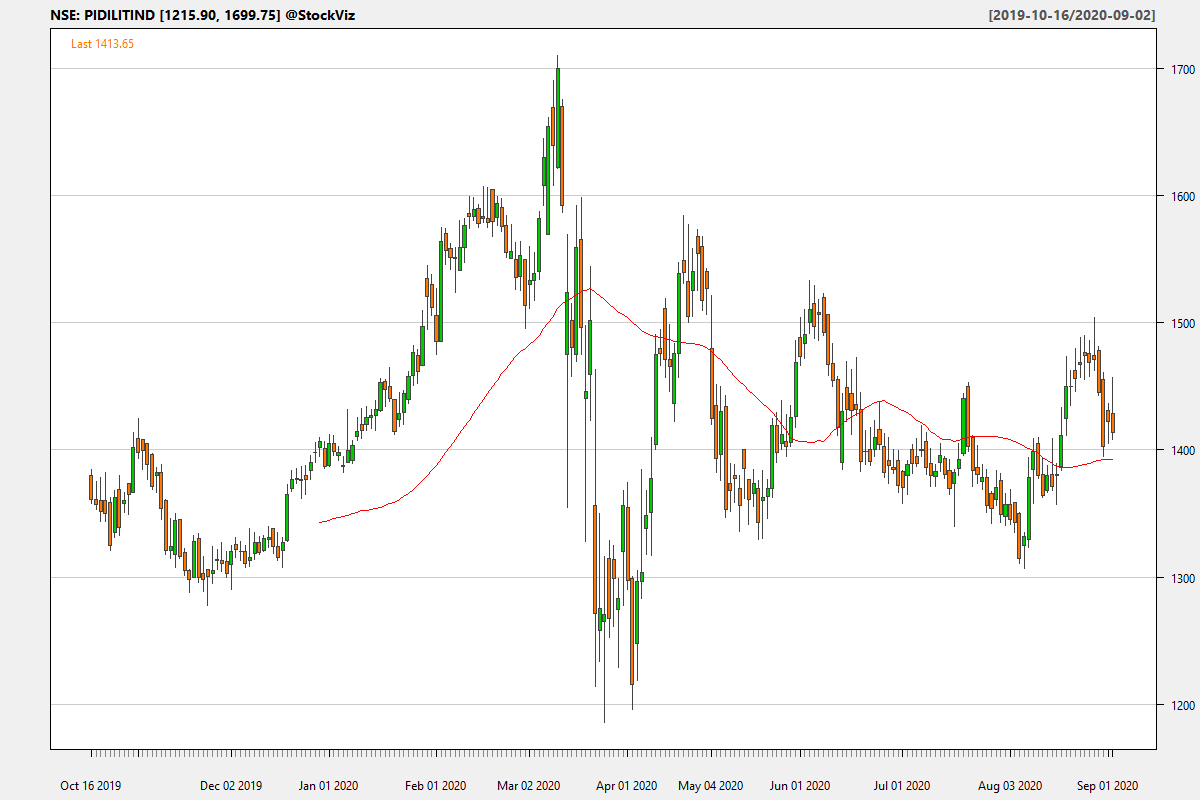 NSE: PIDILITIND [1215.90, 1699.75] @StockViz
[2019-10-16/2020-09-02]
Last 1413.65
1700
1600
1500
1400
1300
1200
Oct 16 2019
Dec 02 2019
Jan 01 2020
Feb 01 2020
Mar 02 2020
Apr 01 2020
May 04 2020
Jun 01 2020
Jul 01 2020
Aug 03 2020
Sep 01 2020